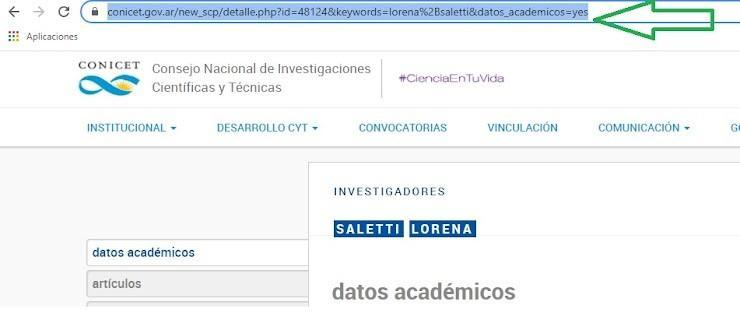 conicet.gov.ar/new_scp/detalle.php?id=48124&keywords=lorena%2Bsaletti&datos_academicos=yes
Aplicaciones
CONICET
Consejo Nacional de Investigaciones
Científicas y Técnicas
#CienciaEnTuVida
INSTITUCIONAL DESARROLLO CYT CONVOCATORIAS VINCULACIÓN COMUNICACIÓN G
INVESTIGADORES
SALETTI LORENA
datos académicos
artículos
datos académicos